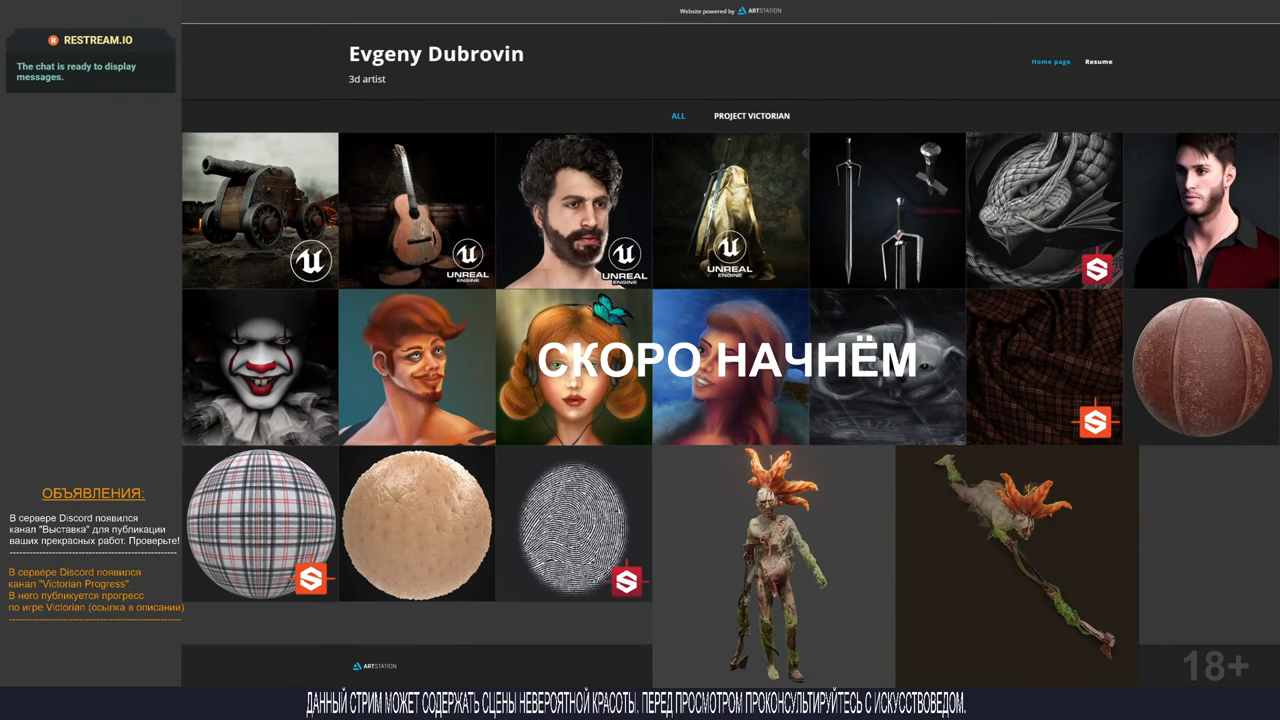 Website powered by ARTSTATION
RESTREAM.IO
The chat is ready to display
messages.
Evgeny Dubrovin
3d artist
Home page Resume
ALL PROJECT VICTORIAN
UNREAL
ENGINE
UNREAL
ENGINE
UNREAL
ENGINE
СКОРО НАЧНЁМ
ОБЪЯВЛЕНИЯ:
В сервере Discord появился
канал "Выставка" для публикации
ваших прекрасных работ. Проверьте!
В сервере Discord появился
канал "Victorian Progress".
В него публикуется прогресс
по игре Victorian (ссылка в описании)
ARTSTATION
18+
ДАННЫЙ СТРИМ МОЖЕТ СОДЕРЖАТЬ СЦЕНЫ НЕВЕРОЯТНОЙ КРАСОТЫ. ПЕРЕД ПРОСМОТРОМ ПРОКОНСУЛЬТИРУЙТЕСЬ С ИСКУССТВОВЕДОМ.